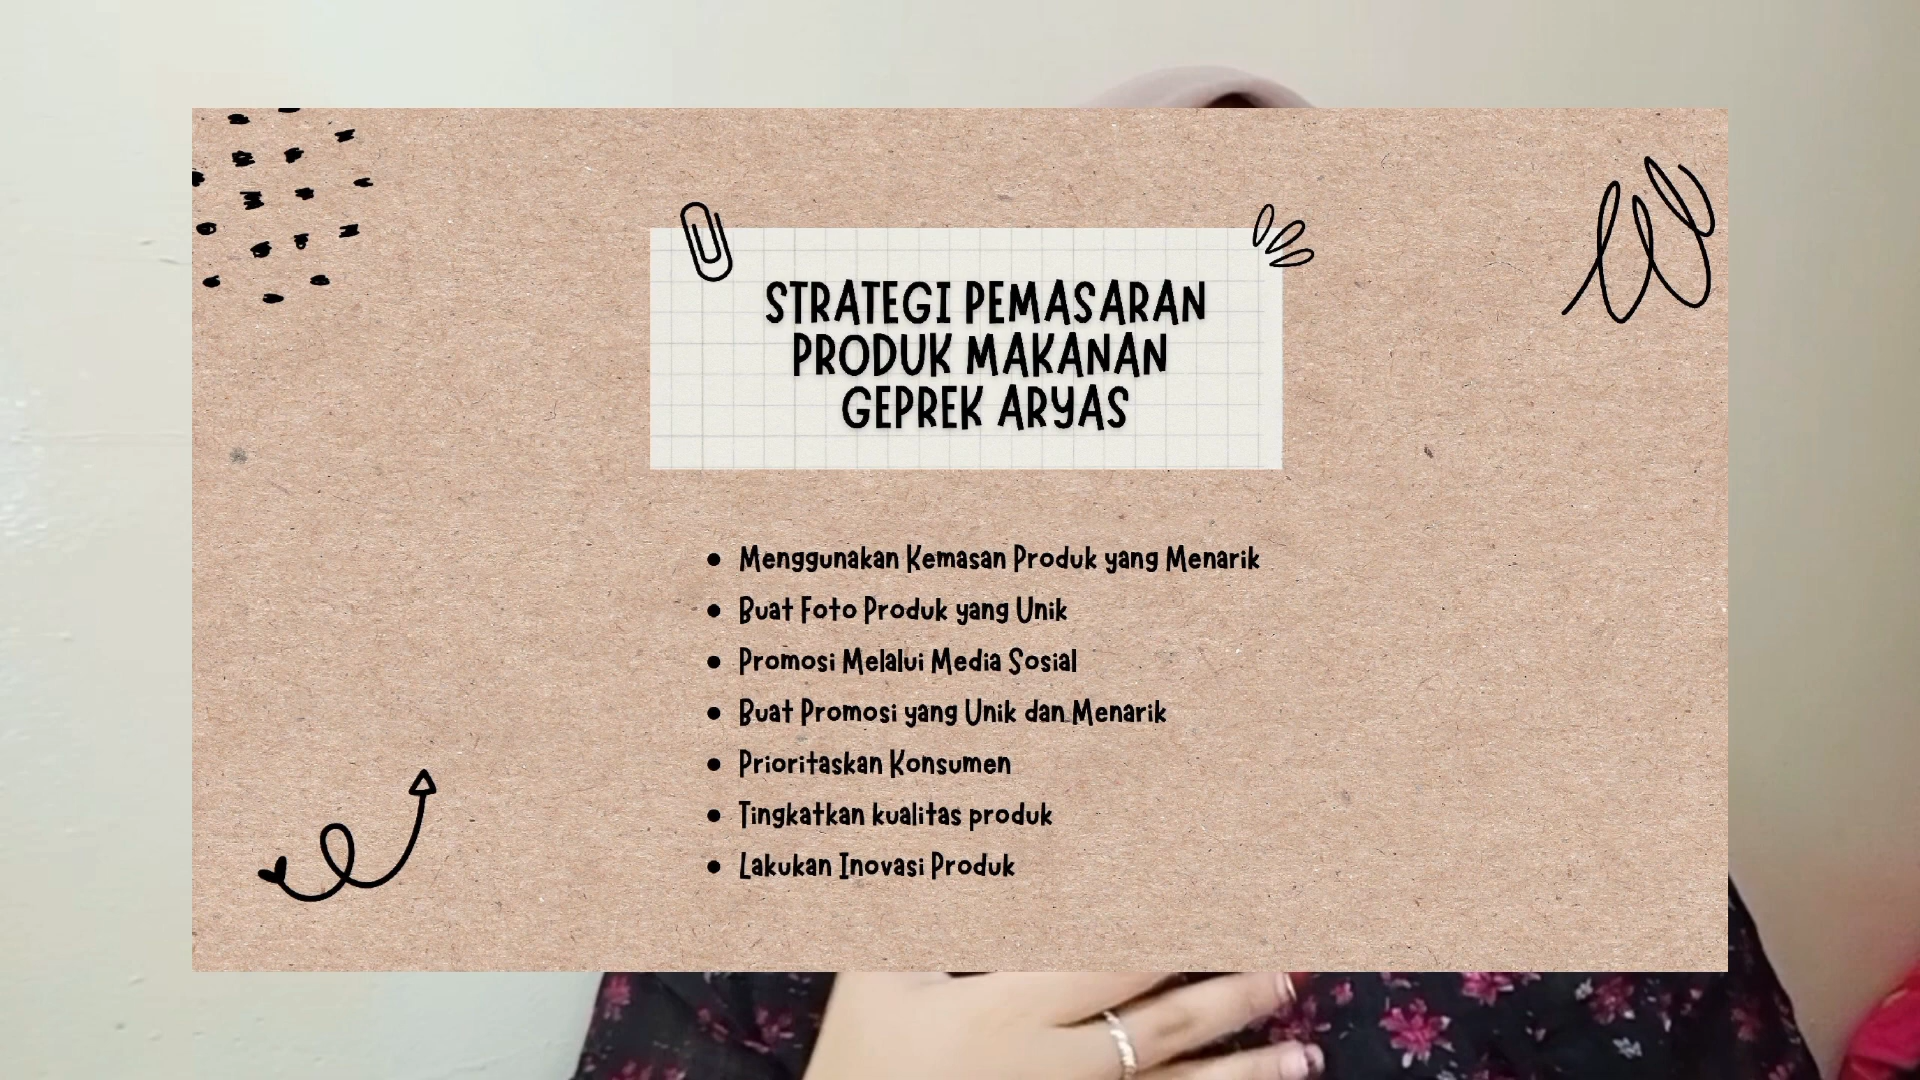 STRATEGI PEMASARAN
PRODUK MAKANAN
GEPREK ARYAS
• Menggunakan Kemasan Produk yang Menarik
• Buat Foto Produk yang Unik
• Promosi Melalui Media Sosial
• Buat Promosi yang Unik dan Menarik
• Prioritaskan Konsumen
• Tingkatkan kualitas produk
• Lakukan Inovasi Produk